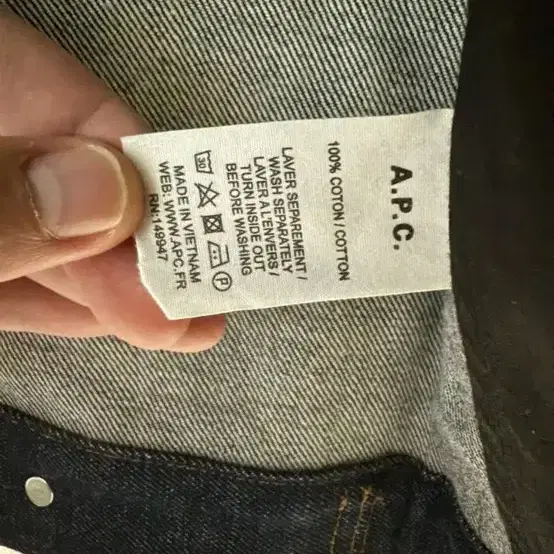 A.P.C.
100% COTON / COTTON
LAVER SEPAREMENT /
WASH SEPARATELY
LAVER A L'ENVERS /
TURN INSIDE OUT
BEFORE WASHING
30 P
MADE IN VIETNAM
WEB: WWW.APC.FR
RN:149947